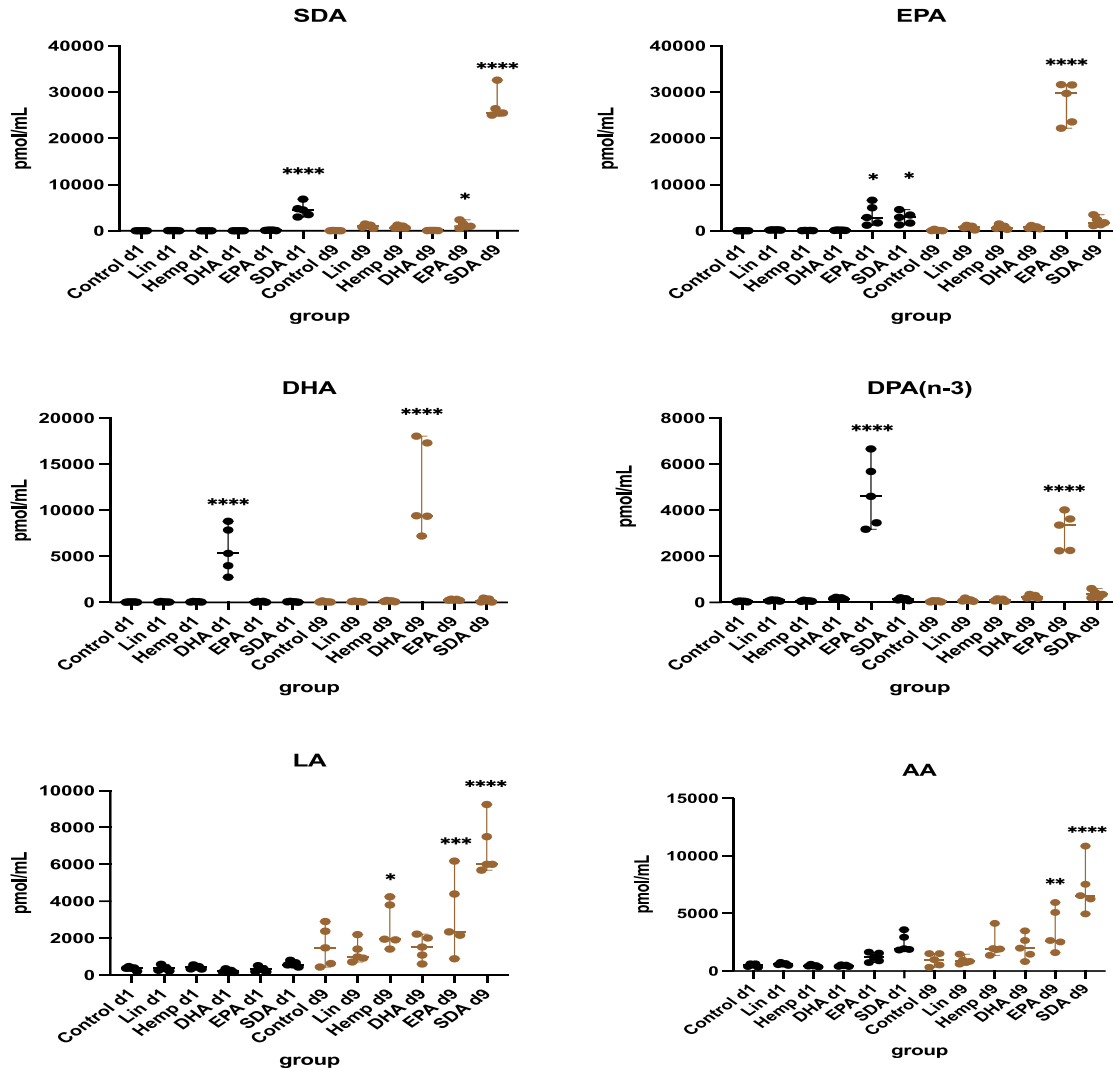 SDA
40000
30000
20000
10000
0
pmol/mL
****
*
****
Control d1
Lin d1
Hemp d1
DHA d1
EPA d1
SDA d1
Control d9
Lin d9
Hemp d9
DHA d9
EPA d9
SDA d9
group
EPA
40000
30000
20000
10000
0
pmol/mL
*
*
****
Control d1
Lin d1
Hemp d1
DHA d1
EPA d1
SDA d1
Control d9
Lin d9
Hemp d9
DHA d9
EPA d9
SDA d9
group
DHA
20000
15000
10000
5000
0
pmol/mL
****
****
Control d1
Lin d1
Hemp d1
DHA d1
EPA d1
SDA d1
Control d9
Lin d9
Hemp d9
DHA d9
EPA d9
SDA d9
group
DPA(n-3)
8000
6000
4000
2000
0
pmol/mL
****
****
Control d1
Lin d1
Hemp d1
DHA d1
EPA d1
SDA d1
Control d9
Lin d9
Hemp d9
DHA d9
EPA d9
SDA d9
group
LA
10000
8000
6000
4000
2000
0
pmol/mL
*
***
****
Control d1
Lin d1
Hemp d1
DHA d1
EPA d1
SDA d1
Control d9
Lin d9
Hemp d9
DHA d9
EPA d9
SDA d9
group
AA
15000
10000
5000
0
pmol/mL
**
****
Control d1
Lin d1
Hemp d1
DHA d1
EPA d1
SDA d1
Control d9
Lin d9
Hemp d9
DHA d9
EPA d9
SDA d9
group